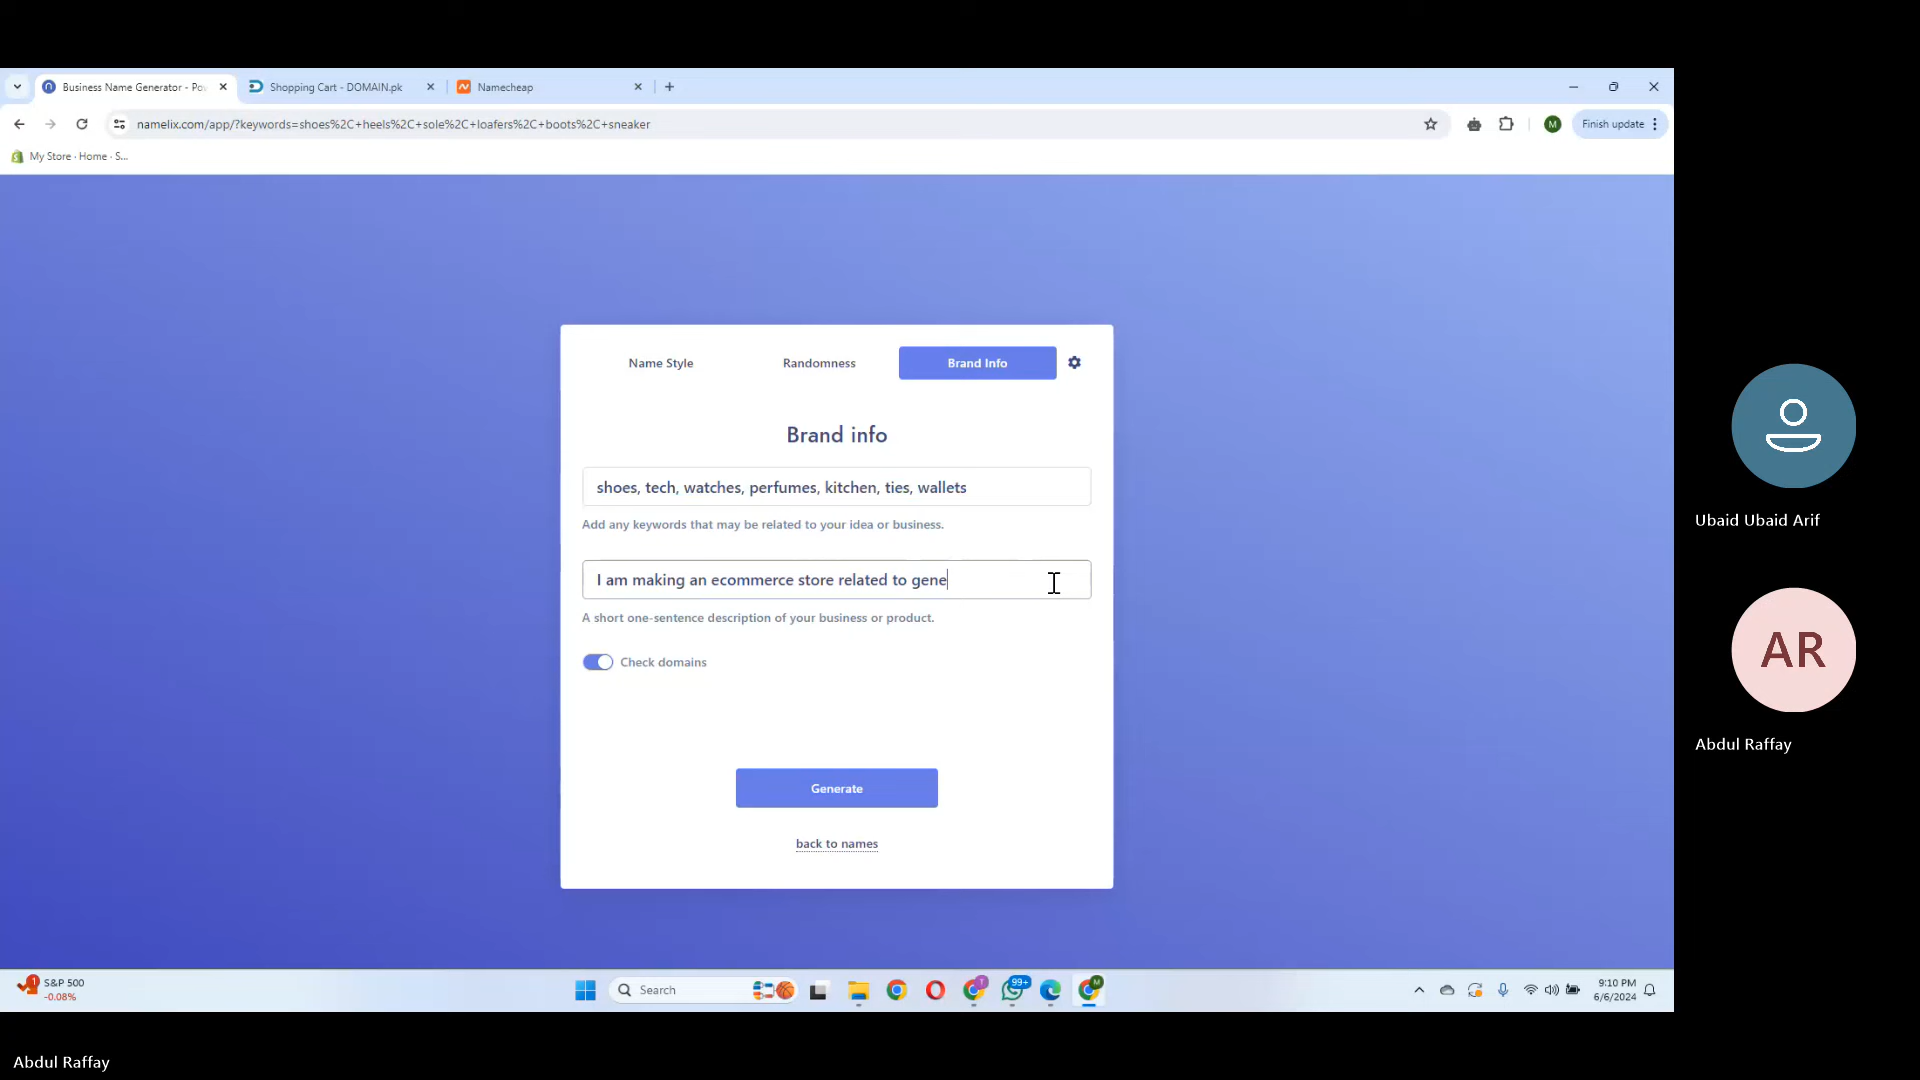 Business Name Generator - Po
Shopping Cart - DOMAIN.pk
Namecheap
namelix.com/app/?keywords=shoes%2C+heels%2C+sole%2C+loafers%2C+boots%2C+sneaker
M
Finish update
My Store · Home · S...
Name Style
Randomness
Brand Info
Brand info
shoes, tech, watches, perfumes, kitchen, ties, wallets
Add any keywords that may be related to your idea or business.
I am making an ecommerce store related to gene
A short one-sentence description of your business or product.
Check domains
Generate
back to names
Ubaid Ubaid Arif
AR
Abdul Raffay
1
S&P 500
-0.08%
Search
T
99+
M
9:10 PM
6/6/2024
Abdul Raffay